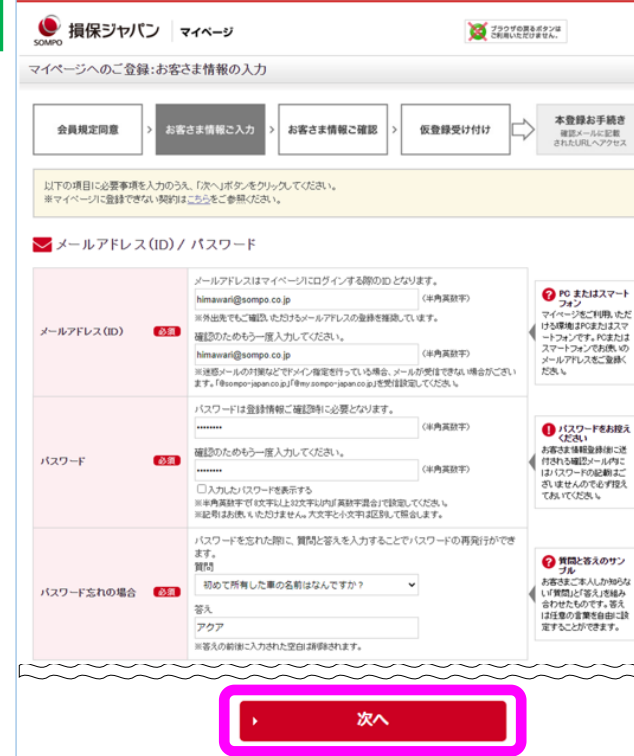 SOMPO
損保ジャパン
マイページ
ブラウザの戻るボタンは
ご利用いただけません。
マイページへのご登録:お客さま情報の入力
会員規定同意
お客さま情報ご入力
お客さま情報ご確認
仮登録受け付け
本登録お手続き
確認メールに記載
されたURLへアクセス
以下の項目に必要事項を入力のうえ、「次へ」ボタンをクリックしてください。
※マイページに登録できない契約はこちらをご参照ください。
メールアドレス(ID)/ パスワード
メールアドレス(ID)
必須
メールアドレスはマイページにログインする際のIDとなります。
himawari@sompo.co.jp
(半角英数字)
※外出先でもご確認いただけるメールアドレスの登録を推奨しています。
確認のためもう一度入力してください。
himawari@sompo.co.jp
(半角英数字)
※迷惑メールの対策などでドメイン指定を行っている場合、メールが受信できない場合がござい
ます。「@sompo-japan.co.jp」「@my.sompo-japan.co.jp」を受信設定してください。
? PC またはスマート
フォン
マイページをご利用いただ
ける環境はPCまたはスマ
ートフォンです。PCまたは
スマートフォンでお使いの
メールアドレスをご登録く
ださい。
パスワード
必須
パスワードは登録情報ご確認時に必要となります。
••••••••
(半角英数字)
確認のためもう一度入力してください。
••••••••
(半角英数字)
入力したパスワードを表示する
※半角英数字で「8文字以上32文字以内」「英数字混合」で設定してください。
※記号はお使いいただけません。大文字と小文字は区別して照合します。
! パスワードをお控え
ください
お客さま情報登録後に送
付される確認メール内に
はパスワードの記載はご
ざいませんので必ず控え
ておいてください。
パスワード忘れの場合
必須
パスワードを忘れた際に、質問と答えを入力することでパスワードの再発行ができ
ます。
質問
初めて所有した車の名前はなんですか?
答え
アクア
※答えの前後に入力された空白は削除されます。
? 質問と答えのサン
プル
お客さまご本人しか知らな
い「質問」と「答え」を組み
合わせたものです。答え
は任意の言葉を自由に設
定することができます。
次へ